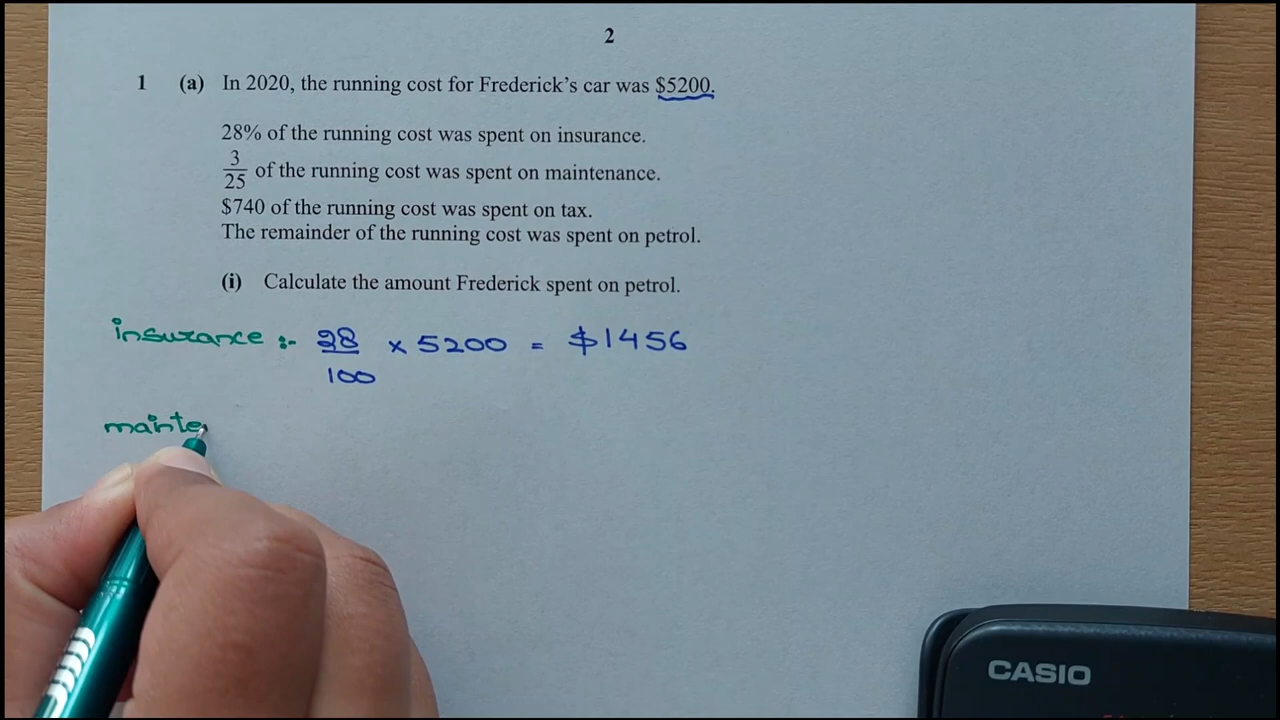 2
1 (a) In 2020, the running cost for Frederick's car was $5200.
28% of the running cost was spent on insurance.
3/25 of the running cost was spent on maintenance.
$740 of the running cost was spent on tax.
The remainder of the running cost was spent on petrol.
(i) Calculate the amount Frederick spent on petrol.
insurance :- 28/100 × 5200 = $1456
mainte
CASIO